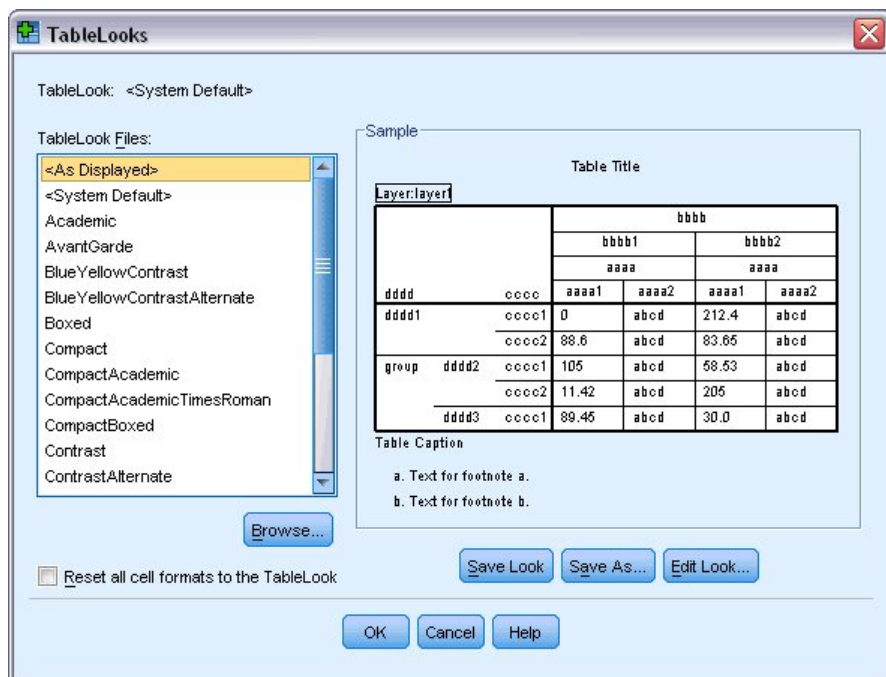 TableLooks
TableLook: <System Default>
TableLook Files:
<As Displayed>
<System Default>
Academic
AvantGarde
BlueYellowContrast
BlueYellowContrastAlternate
Boxed
Compact
CompactAcademic
CompactAcademicTimesRoman
CompactBoxed
Contrast
ContrastAlternate
Browse...
Reset all cell formats to the TableLook
Sample
Table Title
Layer:layer1
bbbb
bbbb1 bbbb2
aaaa aaaa
dddd cccc aaaa1 aaaa2 aaaa1 aaaa2
dddd1 cccc1 0 abcd 212.4 abcd
cccc2 88.6 abcd 83.65 abcd
group dddd2 cccc1 105 abcd 58.53 abcd
cccc2 11.42 abcd 205 abcd
dddd3 cccc1 89.45 abcd 30.0 abcd
Table Caption
a. Text for footnote a.
b. Text for footnote b.
Save Look Save As... Edit Look...
OK Cancel Help